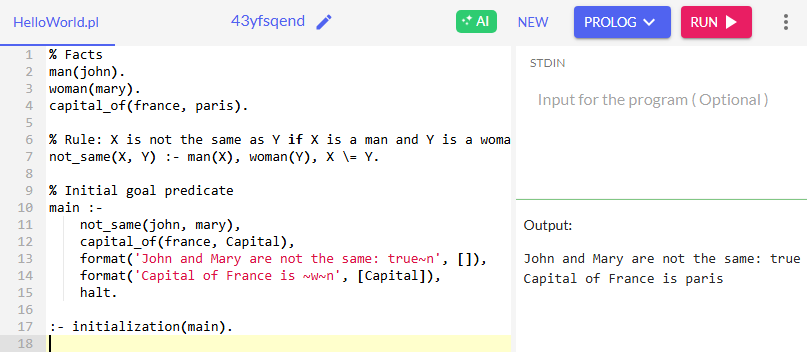 HelloWorld.pl 43yfsqend AI NEW PROLOG RUN
1 % Facts
2 man(john).
3 woman(mary).
4 capital_of(france, paris).
5
6 % Rule: X is not the same as Y if X is a man and Y is a woma
7 not_same(X, Y) :- man(X), woman(Y), X \= Y.
8
9 % Initial goal predicate
10 main :-
11     not_same(john, mary),
12     capital_of(france, Capital),
13     format('John and Mary are not the same: true~n', []),
14     format('Capital of France is ~w~n', [Capital]),
15     halt.
16
17 :- initialization(main).
18
STDIN
Input for the program ( Optional )
Output:
John and Mary are not the same: true
Capital of France is paris